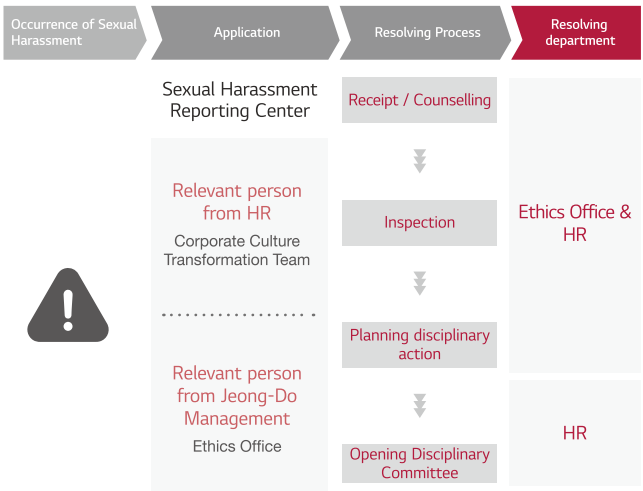 Occurrence of Sexual
Harassment
Application
Resolving Process
Resolving
department
Sexual Harassment
Reporting Center
Relevant person
from HR
Corporate Culture
Transformation Team
Relevant person
from Jeong-Do
Management
Ethics Office
Receipt / Counselling
Inspection
Planning disciplinary
action
Opening Disciplinary
Committee
Ethics Office &
HR
HR